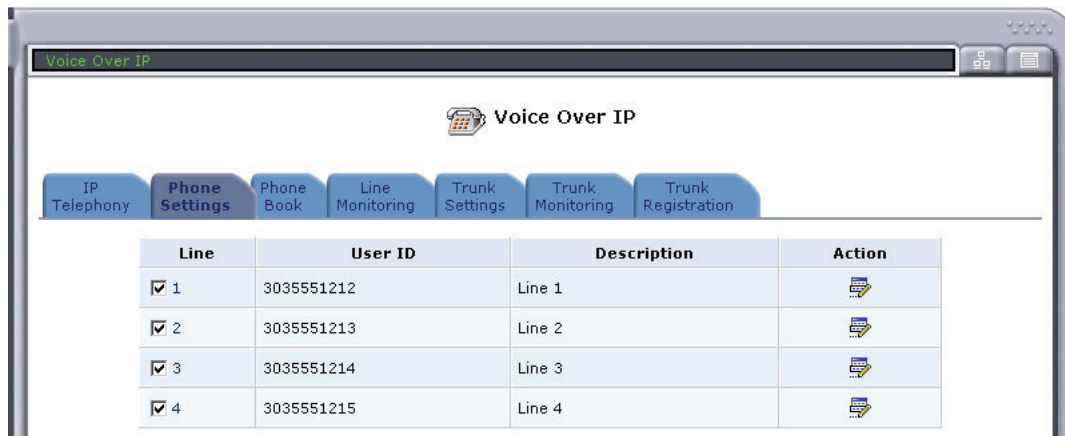 Voice Over IP
Voice Over IP
IP Telephony
Phone Settings
Phone Book
Line Monitoring
Trunk Settings
Trunk Monitoring
Trunk Registration
Line User ID Description Action
1 3035551212 Line 1
2 3035551213 Line 2
3 3035551214 Line 3
4 3035551215 Line 4